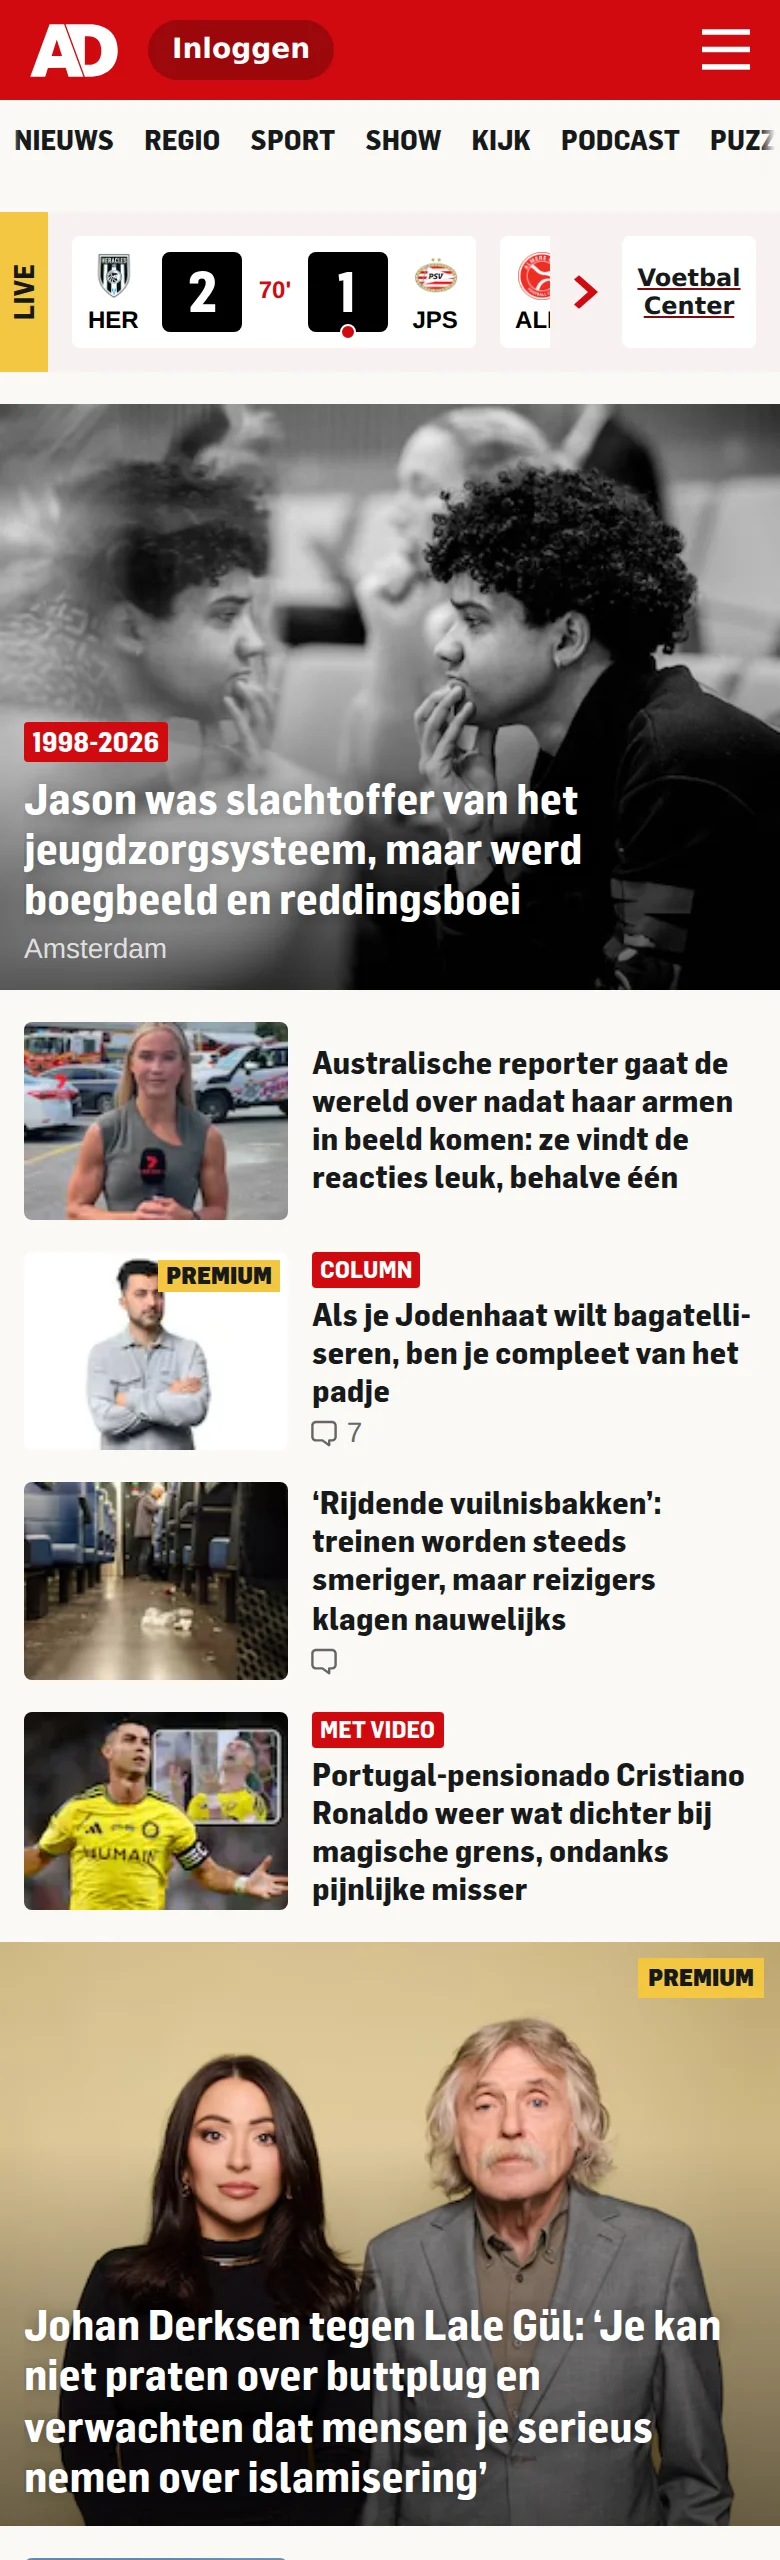 AD
Inloggen
NIEUWS REGIO SPORT SHOW KIJK PODCAST PUZZ
LIVE
HERACLES
HER
2
70'
1
PSV
JPS
Voetbal
Center
1998-2026
Jason was slachtoffer van het
jeugdzorgsysteem, maar werd
boegbeeld en reddingsboei
Amsterdam
Australische reporter gaat de
wereld over nadat haar armen
in beeld komen: ze vindt de
reacties leuk, behalve één
PREMIUM
COLUMN
Als je Jodenhaat wilt bagatelli-
seren, ben je compleet van het
padje
7
‘Rijdende vuilnisbakken’:
treinen worden steeds
smeriger, maar reizigers
klagen nauwelijks
HUMAIN
MET VIDEO
Portugal-pensionado Cristiano
Ronaldo weer wat dichter bij
magische grens, ondanks
pijnlijke misser
PREMIUM
Johan Derksen tegen Lale Gül: ‘Je kan
niet praten over buttplug en
verwachten dat mensen je serieus
nemen over islamisering’